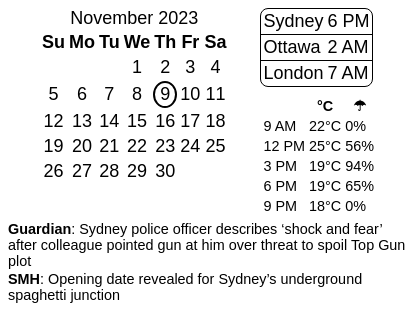 November 2023
Su Mo Tu We Th Fr Sa
1 2 3 4
5 6 7 8 9 10 11
12 13 14 15 16 17 18
19 20 21 22 23 24 25
26 27 28 29 30
Sydney 6 PM
Ottawa 2 AM
London 7 AM
°C ☂
9 AM 22°C 0%
12 PM 25°C 56%
3 PM 19°C 94%
6 PM 19°C 65%
9 PM 18°C 0%
Guardian: Sydney police officer describes ‘shock and fear’
after colleague pointed gun at him over threat to spoil Top Gun
plot
SMH: Opening date revealed for Sydney’s underground
spaghetti junction